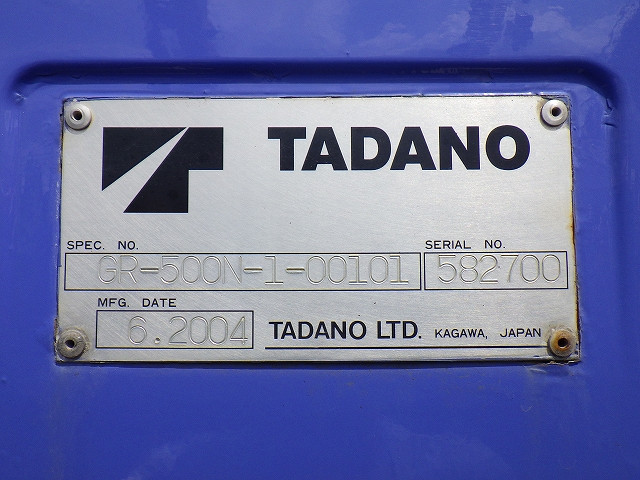 TADANO
SPEC. NO. SERIAL NO.
GR-500N-1-00101 582700
MFG. DATE
6.2004 TADANO LTD. KAGAWA, JAPAN